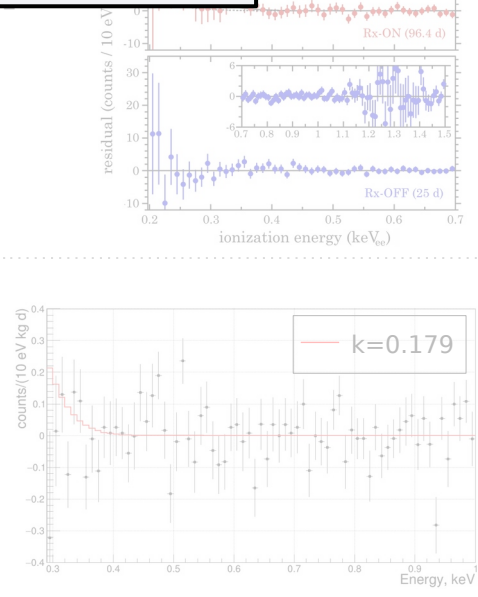 0
-10
Rx-ON (96.4 d)
residual (counts / 10 eV
30
20
10
0
-10
6
0
-6
0.7 0.8 0.9 1 1.1 1.2 1.3 1.4 1.5
Rx-OFF (25 d)
0.2 0.3 0.4 0.5 0.6 0.7
ionization energy (keVee)
counts/(10 eV kg d)
0.4
0.3
0.2
0.1
0
−0.1
−0.2
−0.3
−0.4
k=0.179
0.3 0.4 0.5 0.6 0.7 0.8 0.9 1
Energy, keV